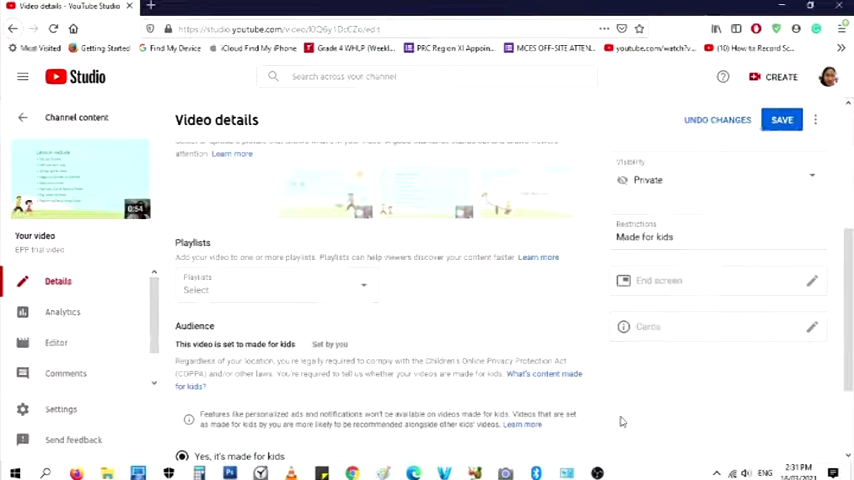 Video details - YouTube Studio
https://studio.youtube.com/video/
Most Visited Getting Started Find My Device iCloud Find My iPhone Grade 4 WHLP (Weekl... PRC Region XI Appoin... MCES OFF-SITE ATTEN... youtube.com/watch?v... (10) How to Record Sc...
Studio
Search across your channel
CREATE
Channel content
Video details
UNDO CHANGES
SAVE
attention. Learn more
Visibility
Private
0:54
Your video
EPP trial video
Playlists
Add your video to one or more playlists. Playlists can help viewers discover your content faster. Learn more
Playlists
Select
Restrictions
Made for kids
Details
End screen
Analytics
Audience
Cards
Editor
This video is set to made for kids Set by you
Regardless of your location, you're legally required to comply with the Children's Online Privacy Protection Act
Comments
(COPPA) and/or other laws. You're required to tell us whether your videos are made for kids. What's content made
for kids?
Settings
Features like personalized ads and notifications won't be available on videos made for kids. Videos that are set
as made for kids by you are more likely to be recommended alongside other kids' videos. Learn more
Send feedback
Yes, it's made for kids
ENG
2:31 PM